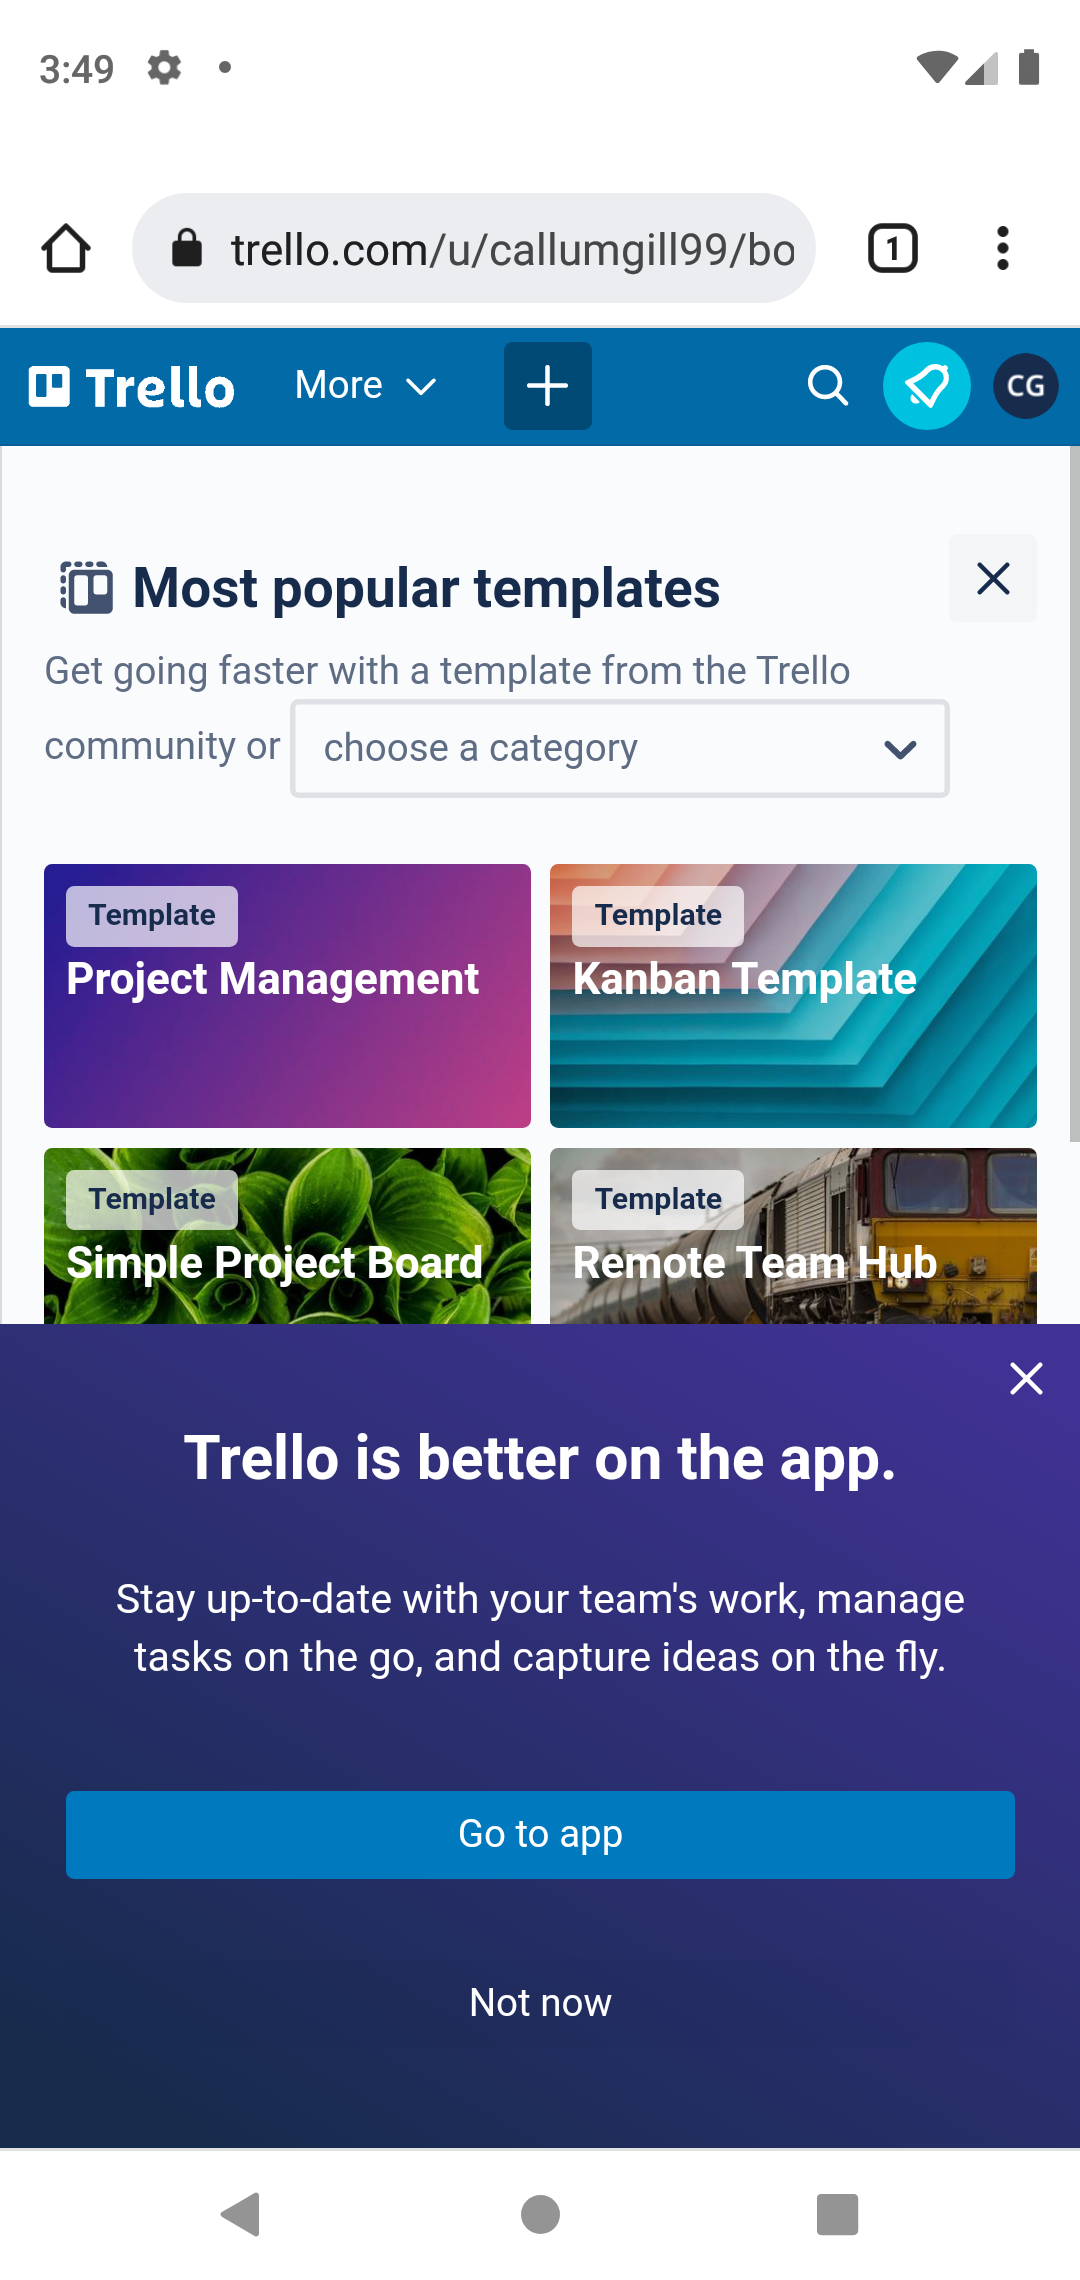 3:49
trello.com/u/callumgill99/bo
1
Trello
More
CG
Most popular templates
Get going faster with a template from the Trello
community or choose a category
Template
Project Management
Template
Kanban Template
Template
Simple Project Board
Template
Remote Team Hub
Trello is better on the app.
Stay up-to-date with your team's work, manage
tasks on the go, and capture ideas on the fly.
Go to app
Not now